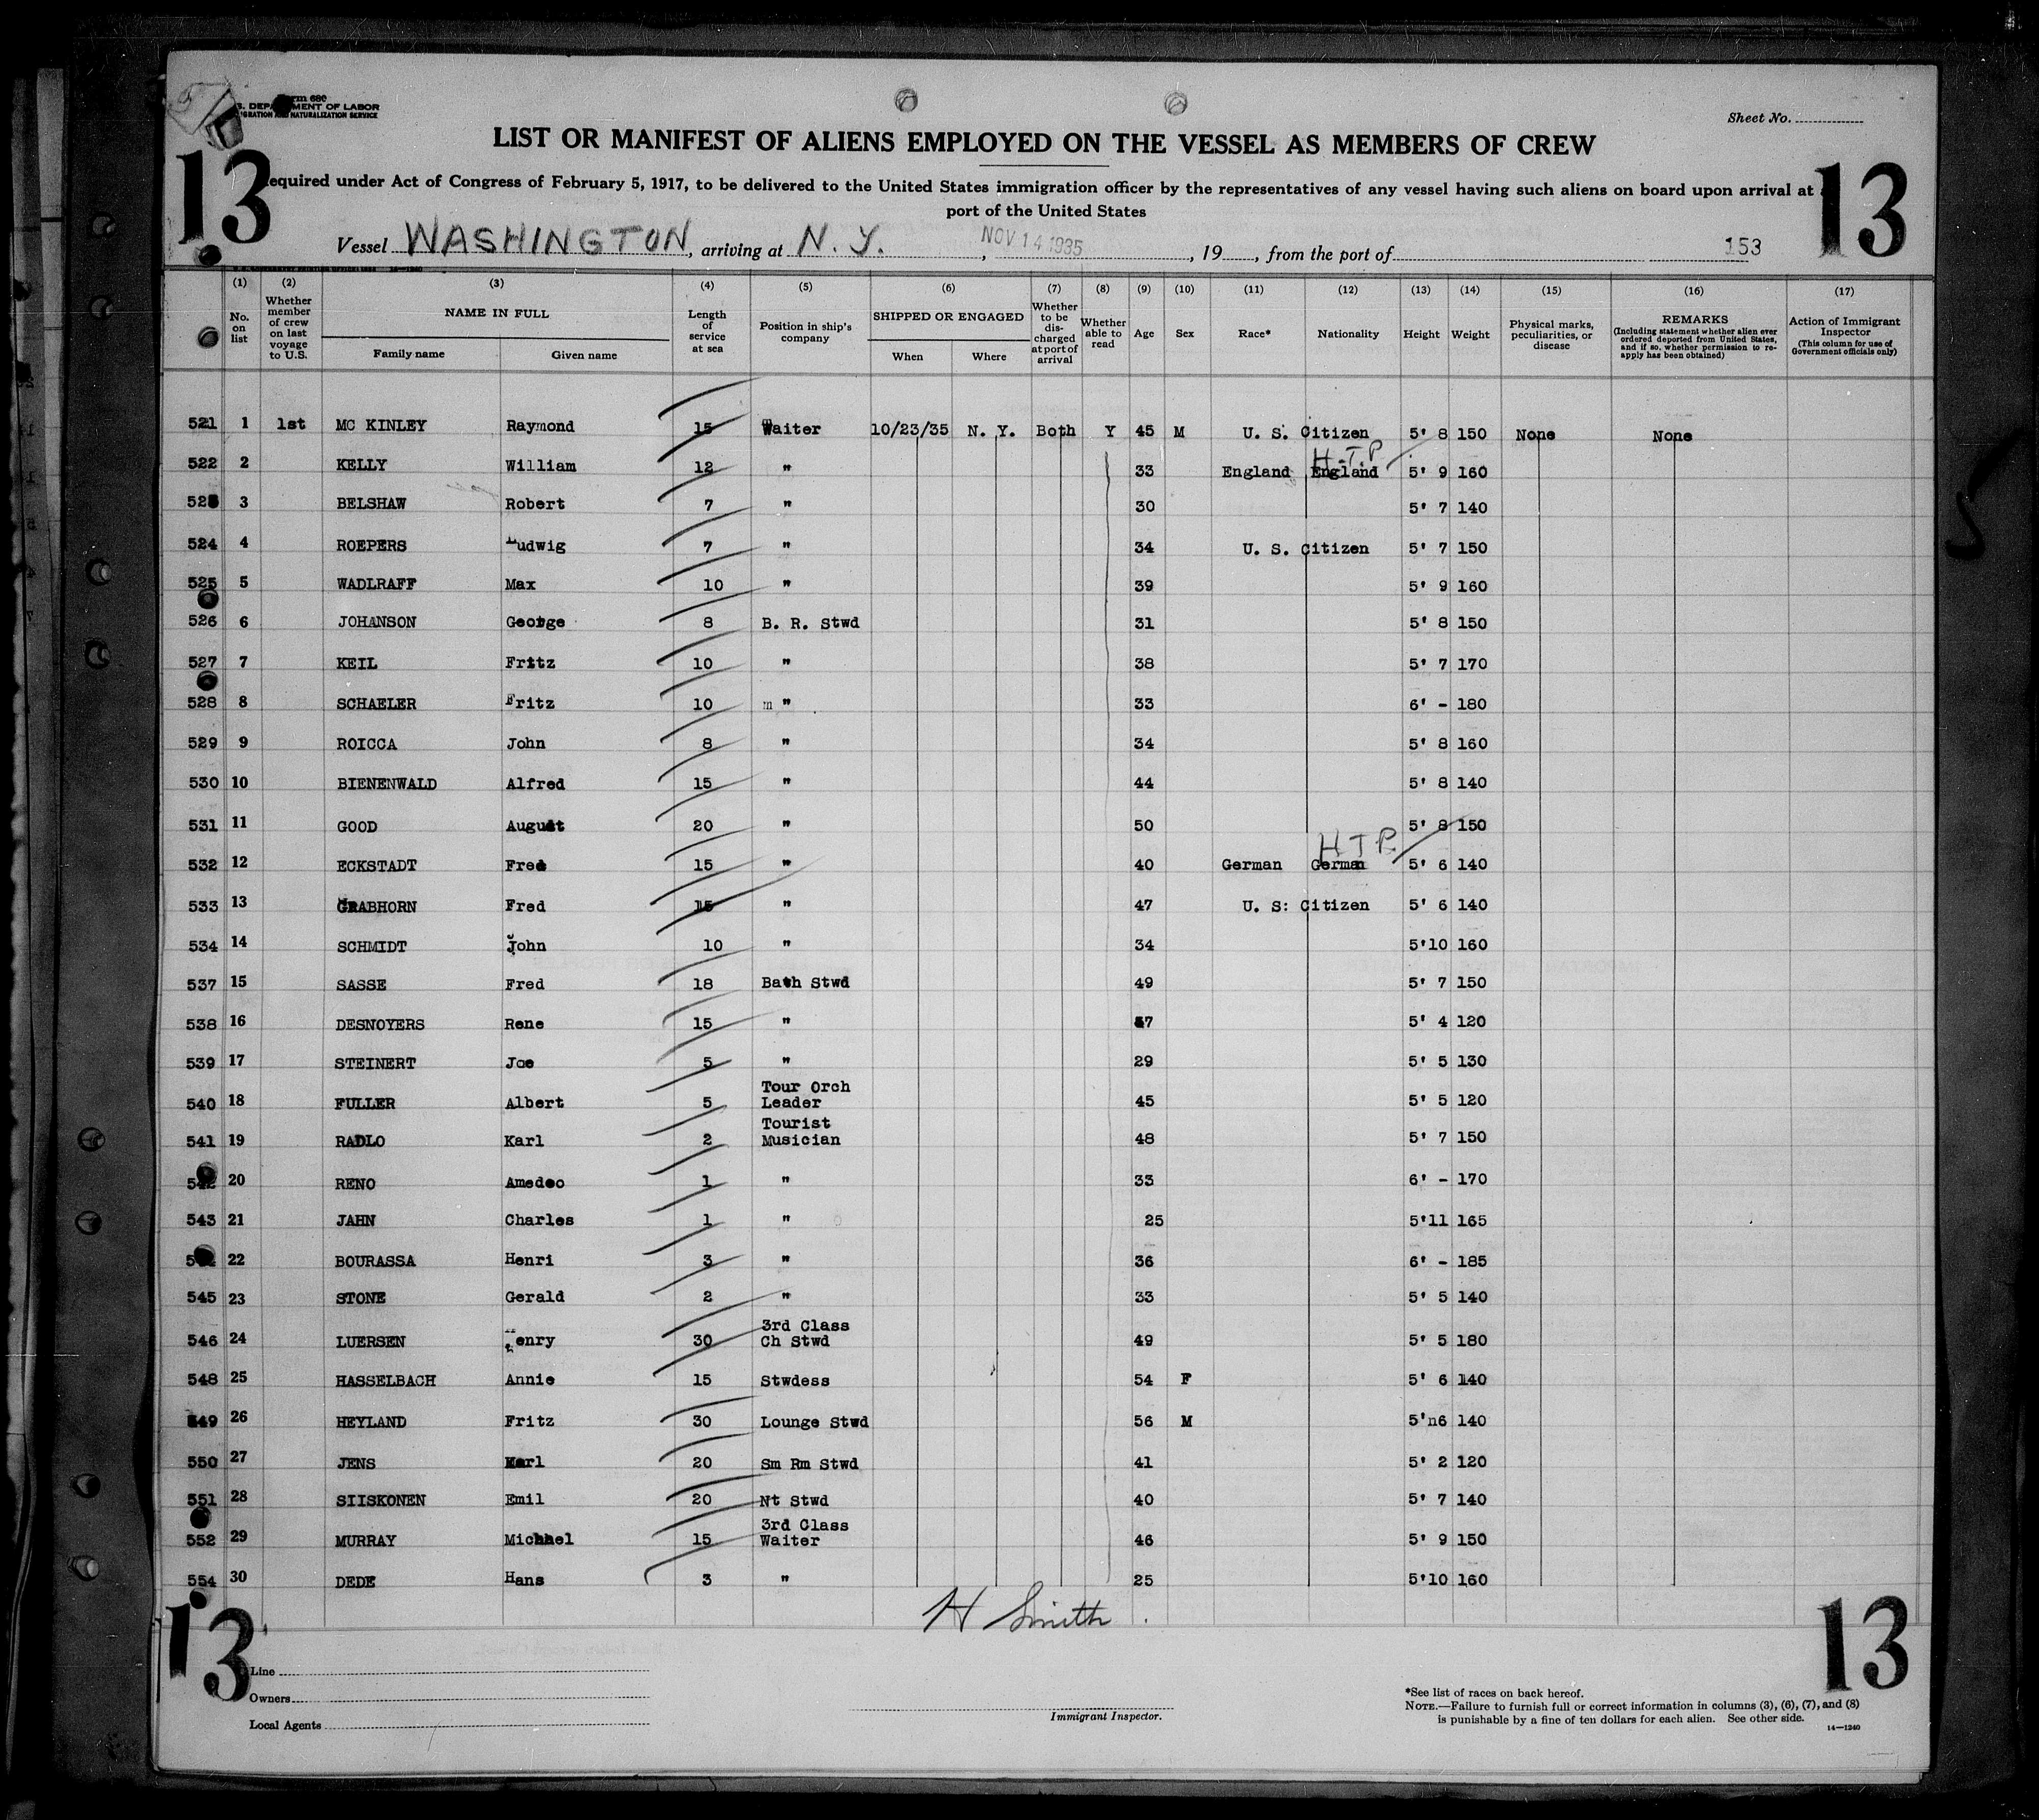 Form 680
DEPARTMENT OF LABOR
IMMIGRATION AND NATURALIZATION SERVICE
Sheet No.
LIST OR MANIFEST OF ALIENS EMPLOYED ON THE VESSEL AS MEMBERS OF CREW
13 13
Required under Act of Congress of February 5, 1917, to be delivered to the United States immigration officer by the representatives of any vessel having such aliens on board upon arrival at a
port of the United States
Vessel WASHINGTON, arriving at N. Y., NOV 14 1935, 19, from the port of 153
(1) No. on list
(2) Whether member of crew on last voyage to U.S.
(3) NAME IN FULL Family name Given name
(4) Length of service at sea
(5) Position in ship's company
(6) SHIPPED OR ENGAGED When Where
(7) Whether to be discharged at port of arrival
(8) Whether able to read
(9) Age
(10) Sex
(11) Race*
(12) Nationality
(13) Height
(14) Weight
(15) Physical marks, peculiarities, or disease
(16) REMARKS (Including statement whether alien ever ordered deported from United States, and if so, whether permission to re-apply has been obtained)
(17) Action of Immigrant Inspector (This column for use of Government officials only)
521 1 1st MC KINLEY Raymond 15 Waiter 10/23/35 N. Y. Both Y 45 M U. S. Citizen 5' 8 150 None None
H.T.P
522 2 KELLY William 12 " 33 England England 5' 9 160
523 3 BELSHAW Robert 7 " 30 5' 7 140
524 4 ROEPERS Ludwig 7 " 34 U. S. Citizen 5' 7 150
525 5 WADLRAFF Max 10 " 39 5' 9 160
526 6 JOHANSON George 8 B. R. Stwd 31 5' 8 150
527 7 KEIL Fritz 10 " 38 5' 7 170
528 8 SCHAELER Fritz 10 m " 33 6' - 180
529 9 ROICCA John 8 " 34 5' 8 160
530 10 BIENENWALD Alfred 15 " 44 5' 8 140
531 11 GOOD August 20 " 50 5' 8 150
H T P
532 12 ECKSTADT Fred 15 " 40 German German 5' 6 140
533 13 GRABHORN Fred 15 " 47 U. S: Citizen 5' 6 140
534 14 SCHMIDT John 10 " 34 5'10 160
537 15 SASSE Fred 18 Bath Stwd 49 5' 7 150
538 16 DESNOYERS Rene 15 " 5' 4 120
539 17 STEINERT Joe 5 " 29 5' 5 130
540 18 FULLER Albert 5 Tour Orch Leader 45 5' 5 120
541 19 RADLO Karl 2 Tourist Musician 48 5' 7 150
542 20 RENO Amedeo 1 " 33 6' - 170
543 21 JAHN Charles 1 " 25 5'11 165
22 BOURASSA Henri 3 " 36 6' - 185
545 23 STONE Gerald 2 " 33 5' 5 140
546 24 LUERSEN Henry 30 3rd Class Ch Stwd 49 5' 5 180
548 25 HASSELBACH Annie 15 Stwdess 54 F 5' 6 140
549 26 HEYLAND Fritz 30 Lounge Stwd 56 M 5'n6 140
550 27 JENS Karl 20 Sm Rm Stwd 41 5' 2 120
551 28 SIISKONEN Emil 20 Nt Stwd 40 5' 7 140
552 29 MURRAY Michael 15 3rd Class Waiter 46 5' 9 150
554 30 DEDE Hans 3 " 25 5'10 160
H Smith
13 13
Line
Owners
Local Agents
Immigrant Inspector.
*See list of races on back hereof.
NOTE.—Failure to furnish full or correct information in columns (3), (6), (7), and (8)
is punishable by a fine of ten dollars for each alien. See other side.
14—1240